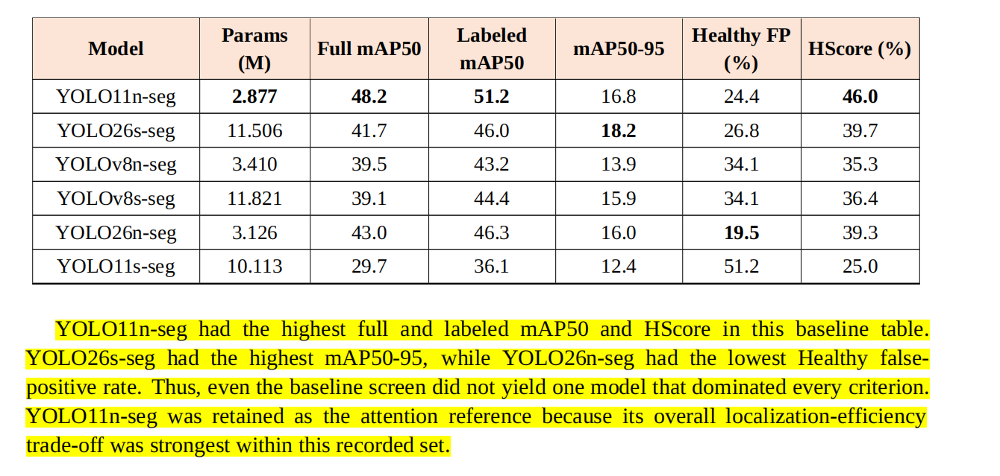 Model Params (M) Full mAP50 Labeled mAP50 mAP50-95 Healthy FP (%) HScore (%)
YOLO11n-seg 2.877 48.2 51.2 16.8 24.4 46.0
YOLO26s-seg 11.506 41.7 46.0 18.2 26.8 39.7
YOLOv8n-seg 3.410 39.5 43.2 13.9 34.1 35.3
YOLOv8s-seg 11.821 39.1 44.4 15.9 34.1 36.4
YOLO26n-seg 3.126 43.0 46.3 16.0 19.5 39.3
YOLO11s-seg 10.113 29.7 36.1 12.4 51.2 25.0
YOLO11n-seg had the highest full and labeled mAP50 and HScore in this baseline table.
YOLO26s-seg had the highest mAP50-95, while YOLO26n-seg had the lowest Healthy false-
positive rate. Thus, even the baseline screen did not yield one model that dominated every criterion.
YOLO11n-seg was retained as the attention reference because its overall localization-efficiency
trade-off was strongest within this recorded set.